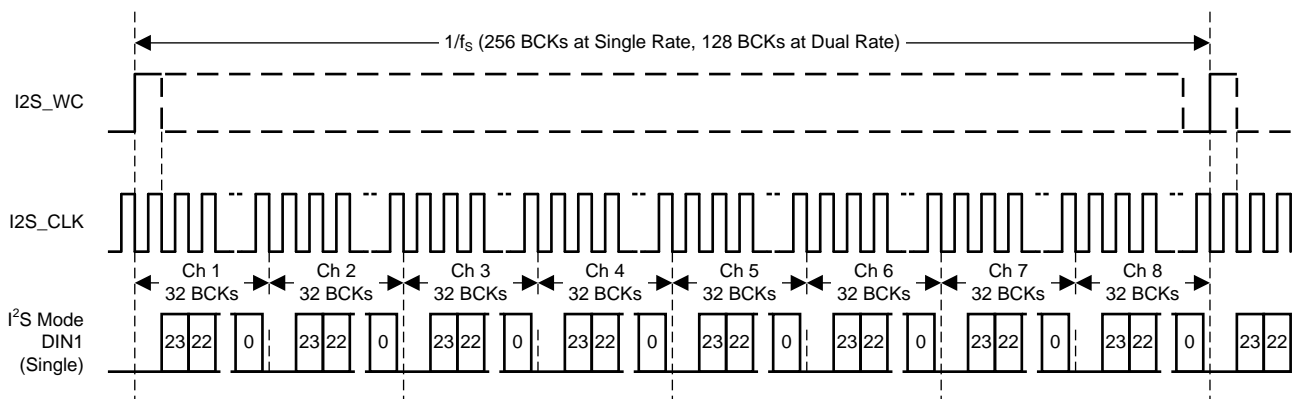 1/fS (256 BCKs at Single Rate, 128 BCKs at Dual Rate)
I2S_WC
I2S_CLK
Ch 1 Ch 2 Ch 3 Ch 4 Ch 5 Ch 6 Ch 7 Ch 8
32 BCKs 32 BCKs 32 BCKs 32 BCKs 32 BCKs 32 BCKs 32 BCKs 32 BCKs
I²S Mode
DIN1
(Single)
23 22 0 23 22 0 23 22 0 23 22 0 23 22 0 23 22 0 23 22 0 23 22 0 23 22